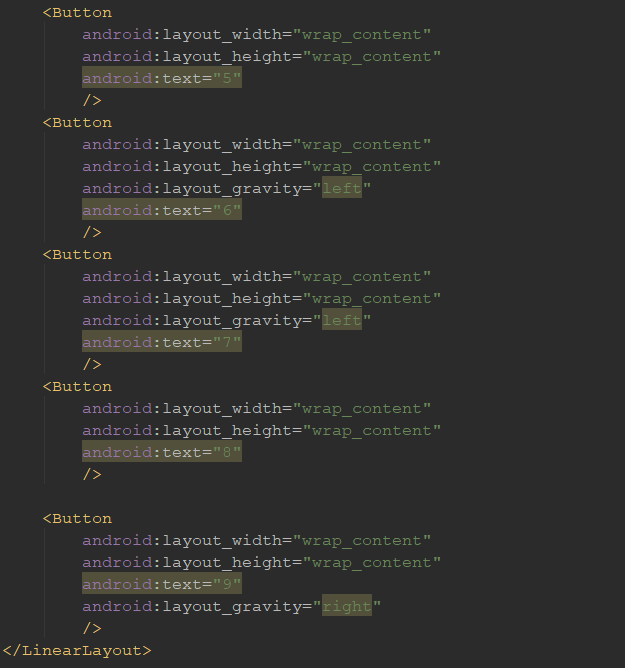 <Button
android:layout_width="wrap_content"
android:layout_height="wrap_content"
android:text="5"
/>
<Button
android:layout_width="wrap_content"
android:layout_height="wrap_content"
android:layout_gravity="left"
android:text="6"
/>
<Button
android:layout_width="wrap_content"
android:layout_height="wrap_content"
android:layout_gravity="left"
android:text="7"
/>
<Button
android:layout_width="wrap_content"
android:layout_height="wrap_content"
android:text="8"
/>
<Button
android:layout_width="wrap_content"
android:layout_height="wrap_content"
android:text="9"
android:layout_gravity="right"
/>
</LinearLayout>